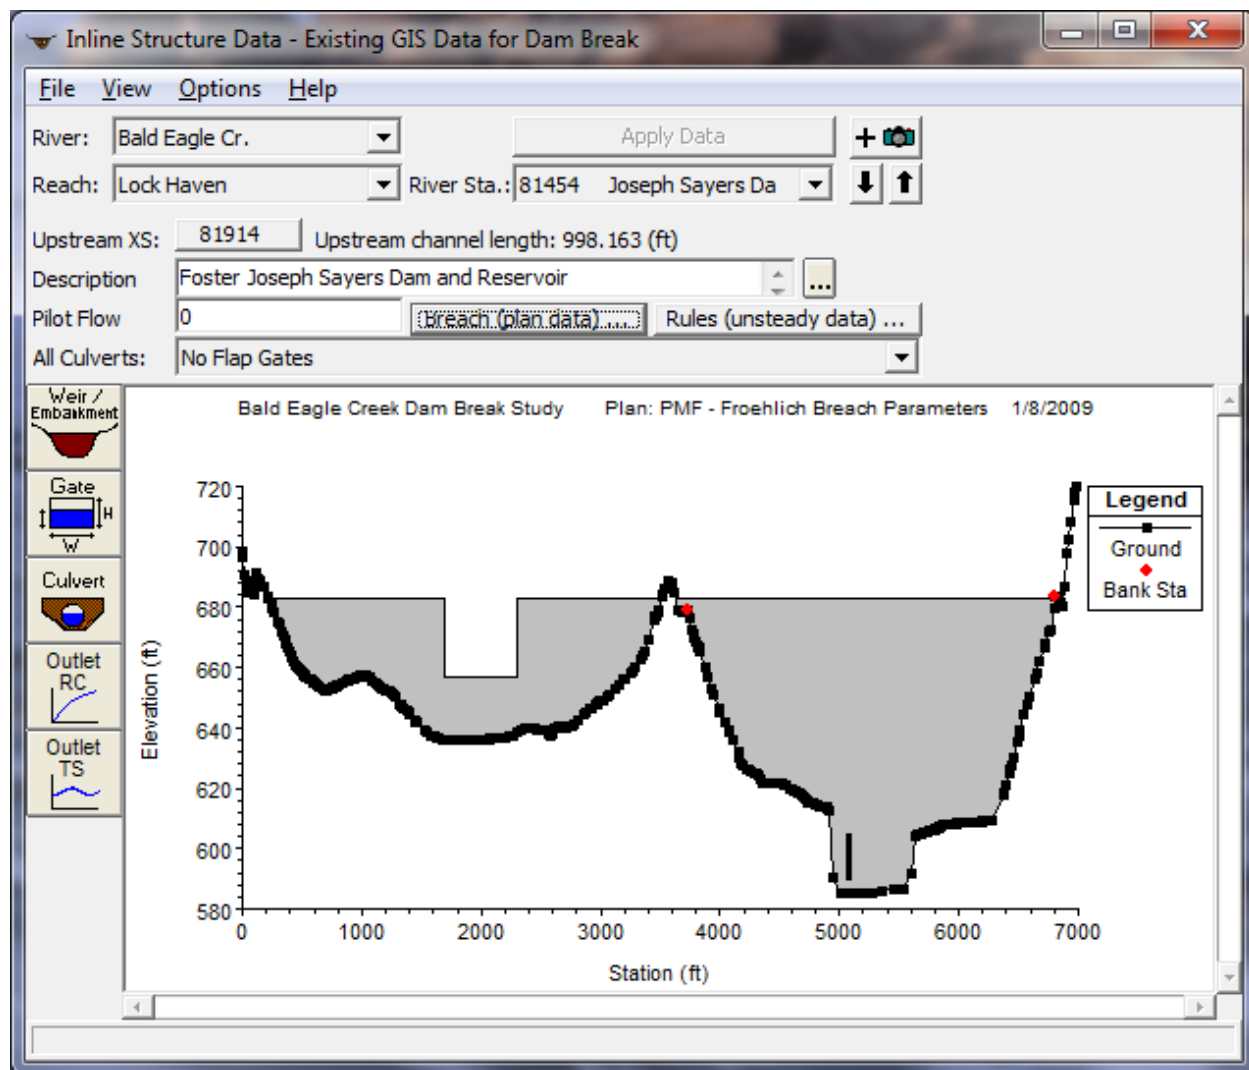 Inline Structure Data - Existing GIS Data for Dam Break
File View Options Help
River: Bald Eagle Cr. Apply Data
Reach: Lock Haven River Sta.: 81454 Joseph Sayers Da
Upstream XS: 81914 Upstream channel length: 998.163 (ft)
Description Foster Joseph Sayers Dam and Reservoir ...
Pilot Flow 0 Breach (plan data) ... Rules (unsteady data) ...
All Culverts: No Flap Gates
Weir /
Embankment
Gate
H
W
Culvert
Outlet
RC
Outlet
TS
Bald Eagle Creek Dam Break Study Plan: PMF - Froehlich Breach Parameters 1/8/2009
720
700
680
660
640
620
600
580
Elevation (ft)
0 1000 2000 3000 4000 5000 6000 7000
Station (ft)
Legend
Ground
Bank Sta